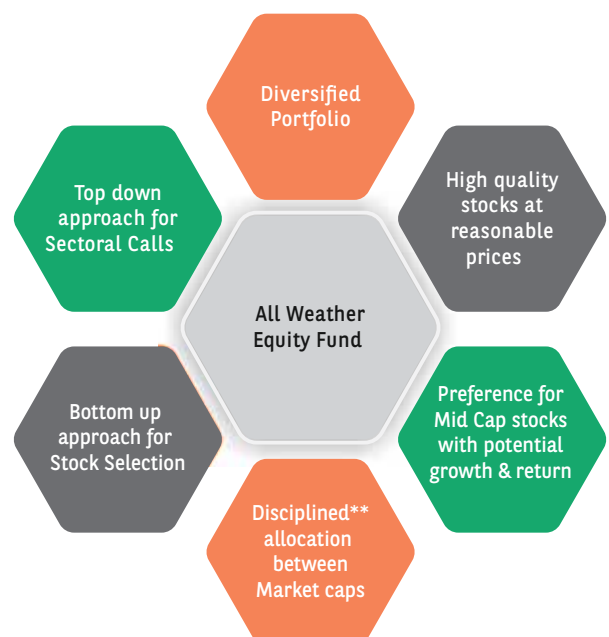 Diversified
Portfolio
High quality
stocks at
reasonable
prices
Top down
approach for
Sectoral Calls
All Weather
Equity Fund
Preference for
Mid Cap stocks
with potential
growth & return
Bottom up
approach for
Stock Selection
Disciplined**
allocation
between
Market caps